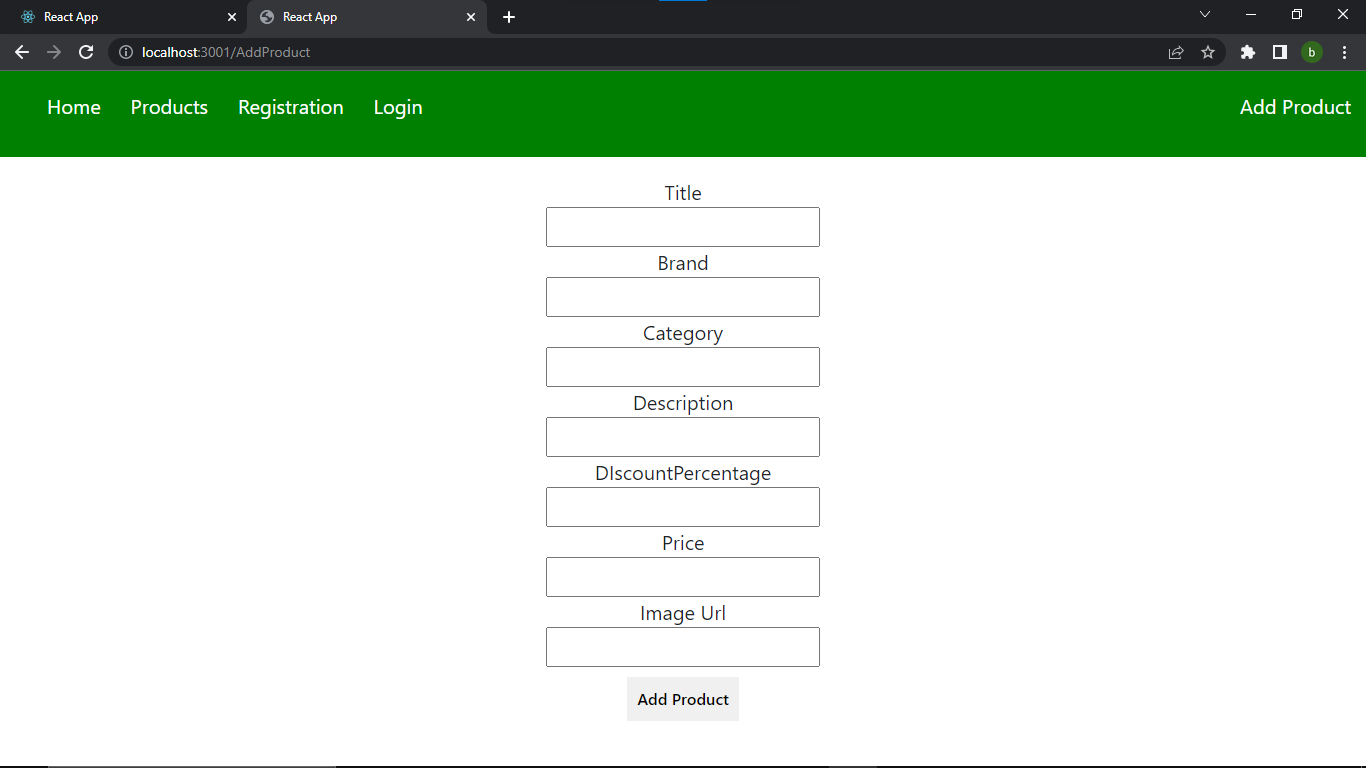 React App React App
localhost:3001/AddProduct b
Home Products Registration Login Add Product
Title
Brand
Category
Description
DIscountPercentage
Price
Image Url
Add Product